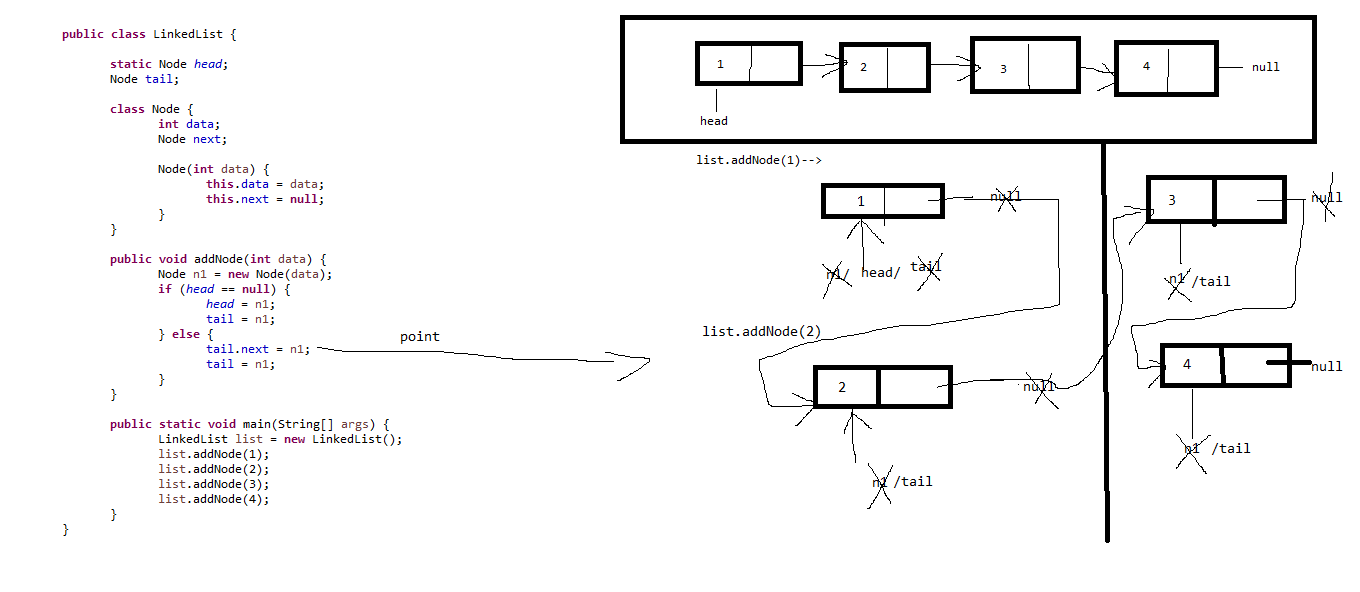 public class LinkedList {
static Node head;
Node tail;
class Node {
int data;
Node next;
Node(int data) {
this.data = data;
this.next = null;
}
}
public void addNode(int data) {
Node n1 = new Node(data);
if (head == null) {
head = n1;
tail = n1;
} else {
tail.next = n1;
tail = n1;
}
}
public static void main(String[] args) {
LinkedList list = new LinkedList();
list.addNode(1);
list.addNode(2);
list.addNode(3);
list.addNode(4);
}
}
point
1 2 3 4 null
head
list.addNode(1)-->
1 null
n1/ head/ tail
list.addNode(2)
2 null
n1 /tail
3 null
n1 /tail
4 null
n1 /tail